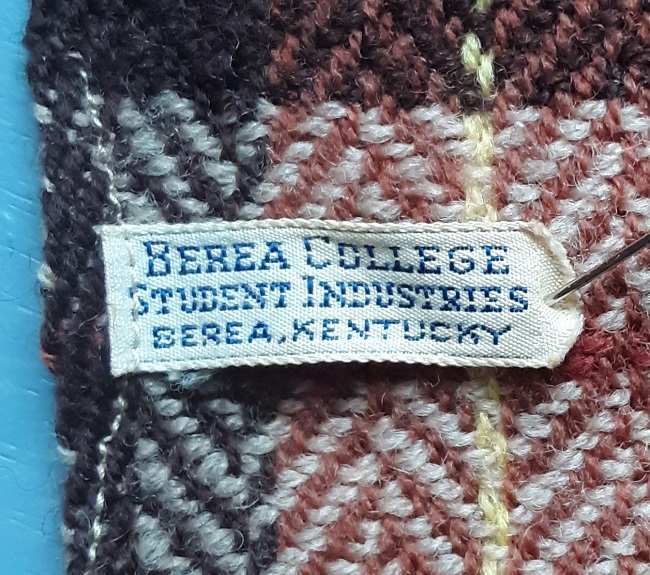 BEREA COLLEGE
STUDENT INDUSTRIES
BEREA, KENTUCKY